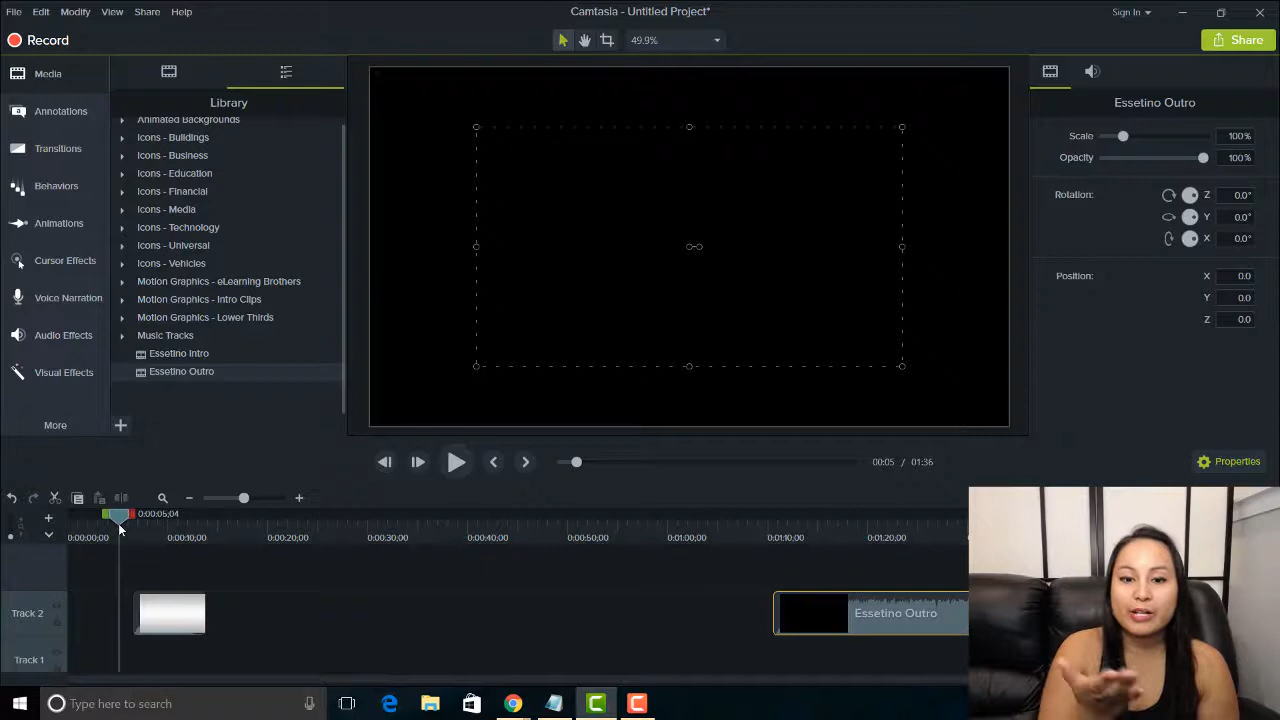 File Edit Modify View Share Help
Camtasia - Untitled Project*
Sign In
Record
49.9%
Share
Media
Annotations
Transitions
Behaviors
Animations
Cursor Effects
Voice Narration
Audio Effects
Visual Effects
More
Library
Animated Backgrounds
Icons - Buildings
Icons - Business
Icons - Education
Icons - Financial
Icons - Media
Icons - Technology
Icons - Universal
Icons - Vehicles
Motion Graphics - eLearning Brothers
Motion Graphics - Intro Clips
Motion Graphics - Lower Thirds
Music Tracks
Essetino Intro
Essetino Outro
Essetino Outro
Scale 100%
Opacity 100%
Rotation: Z 0.0°
Y 0.0°
X 0.0°
Position: X 0.0
Y 0.0
Z 0.0
00:05 / 01:36
Properties
0:00:05;04
0:00:00;00 0:00:10;00 0:00:20;00 0:00:30;00 0:00:40;00 0:00:50;00 0:01:00;00 0:01:10;00 0:01:20;00
Track 2
Essetino Outro
Track 1
Type here to search